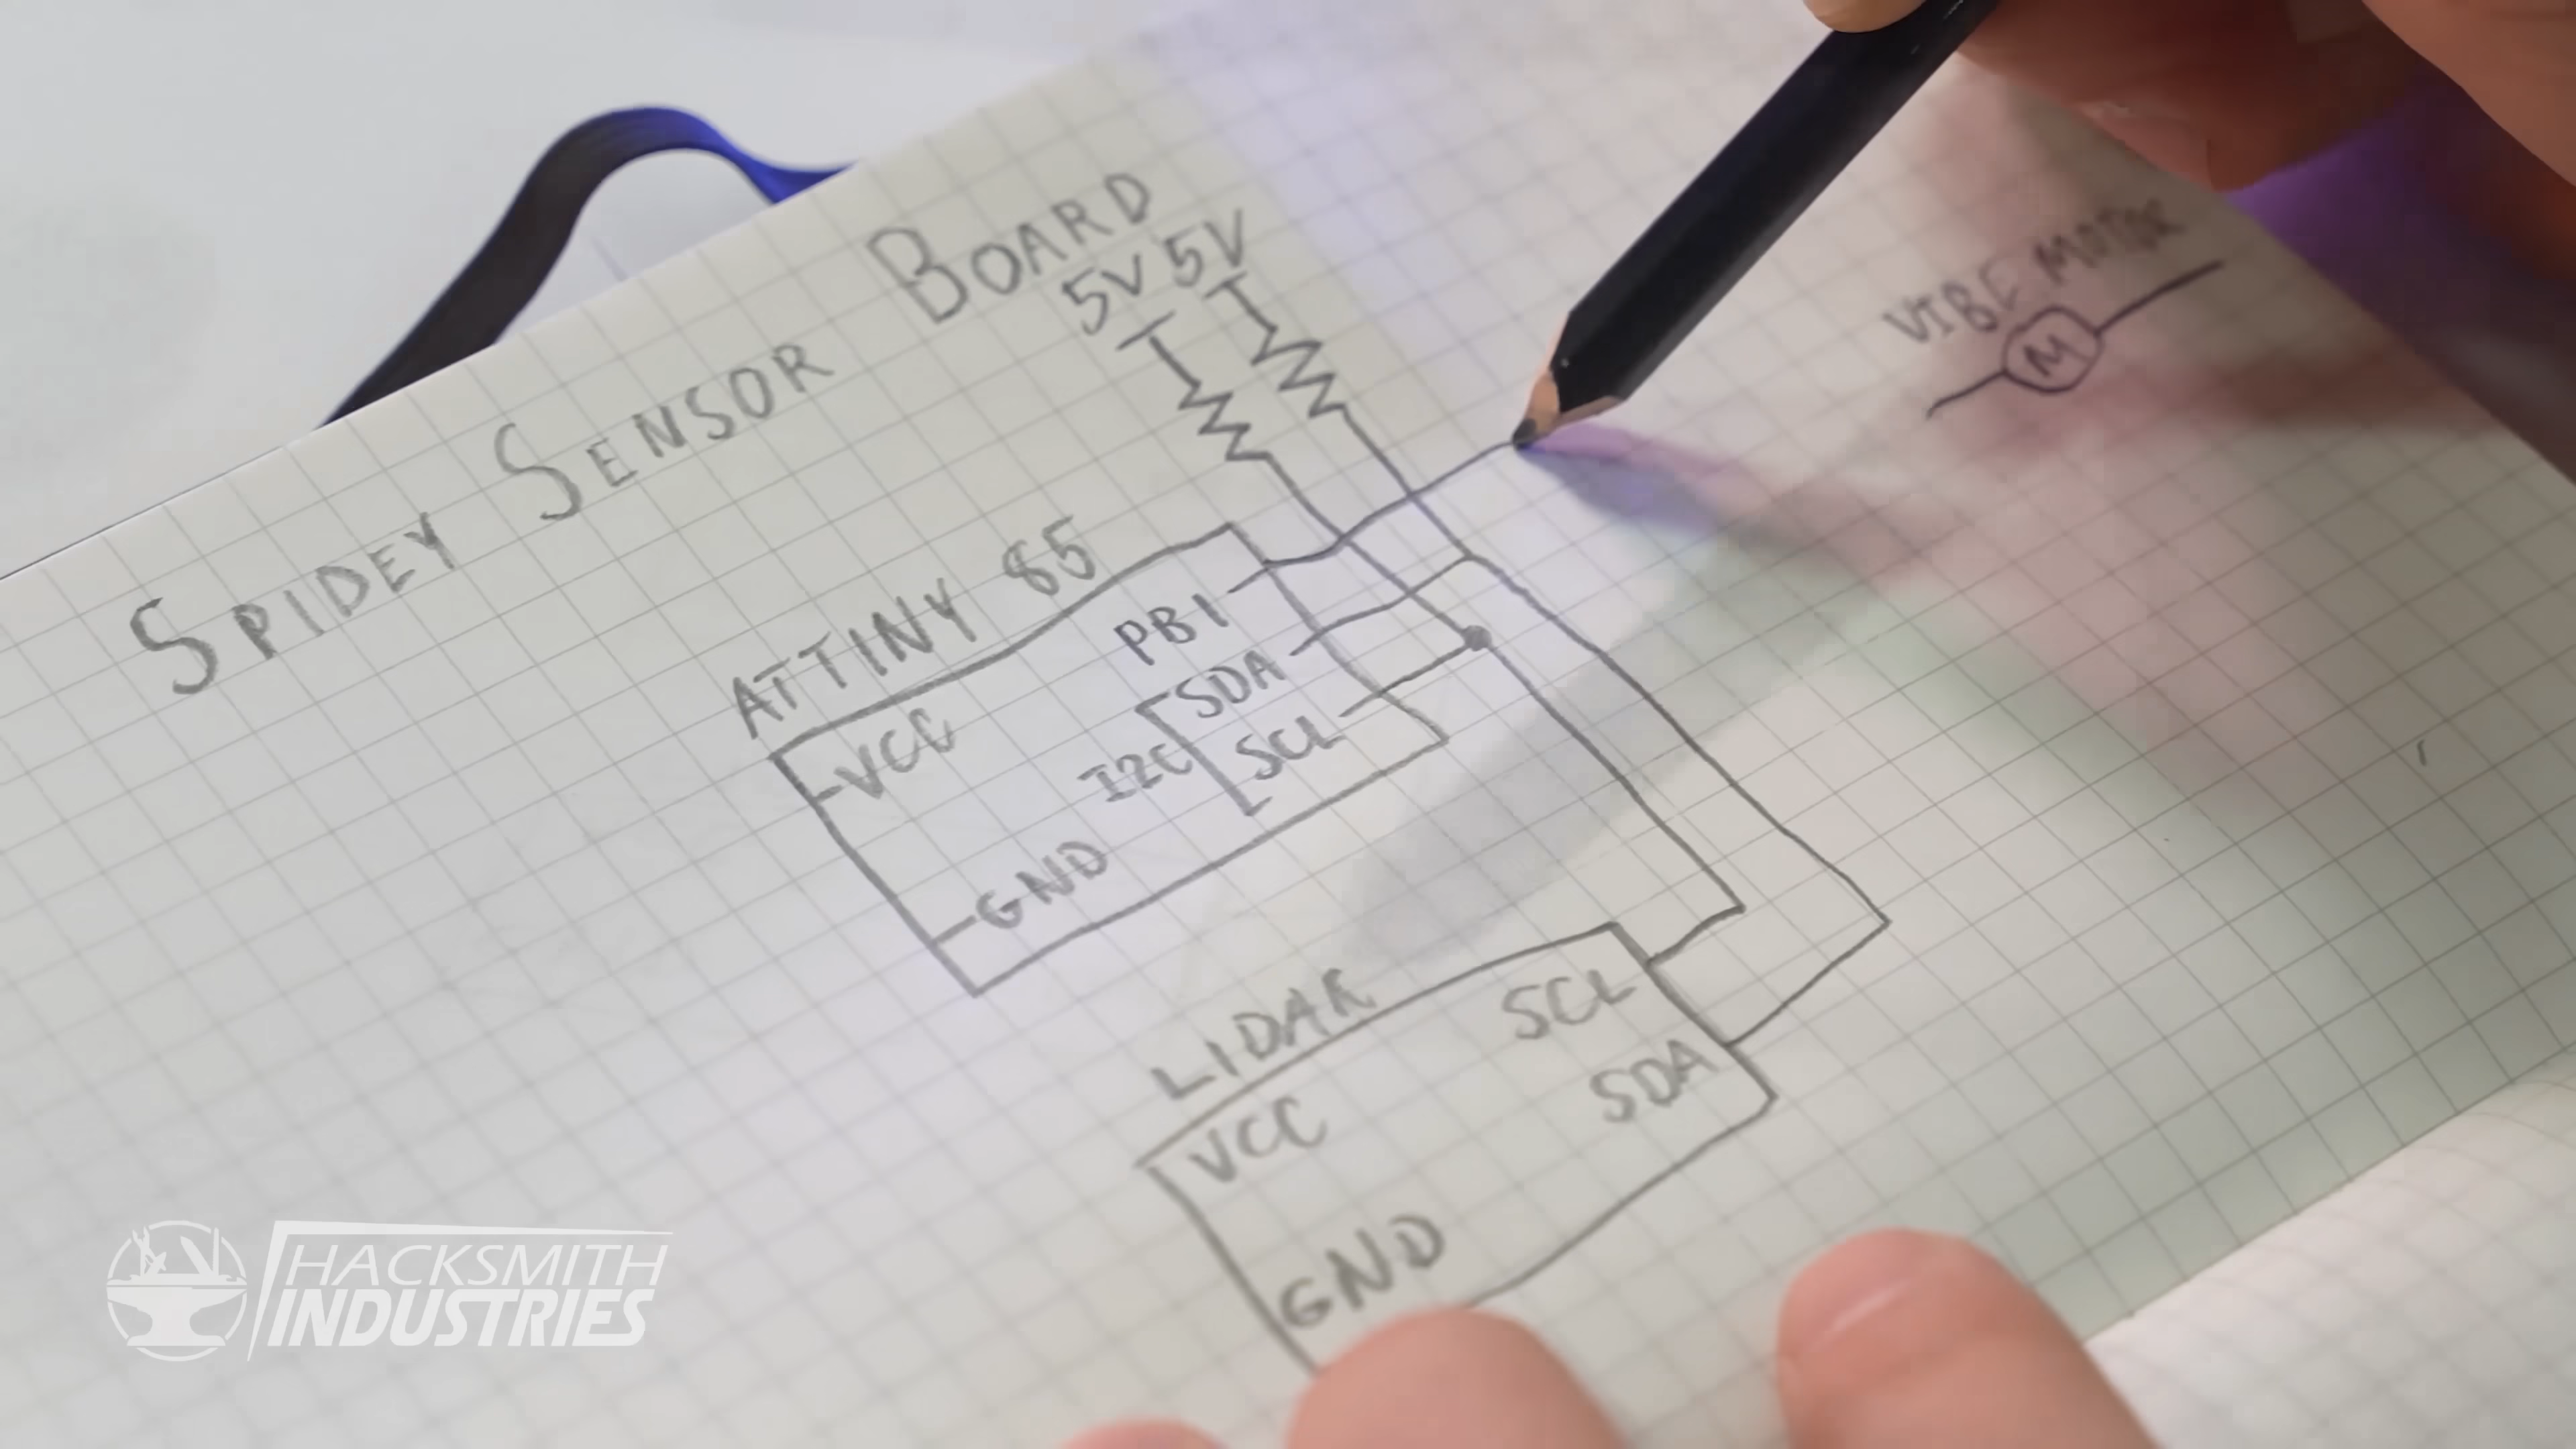 SPIDEY SENSOR BOARD
5V 5V
VIBE MOTOR
M
ATTINY 85
PB1
VCC
SDA
I2C
SCL
GND
LIDAR
SCL
VCC
SDA
GND
HACKSMITH
INDUSTRIES